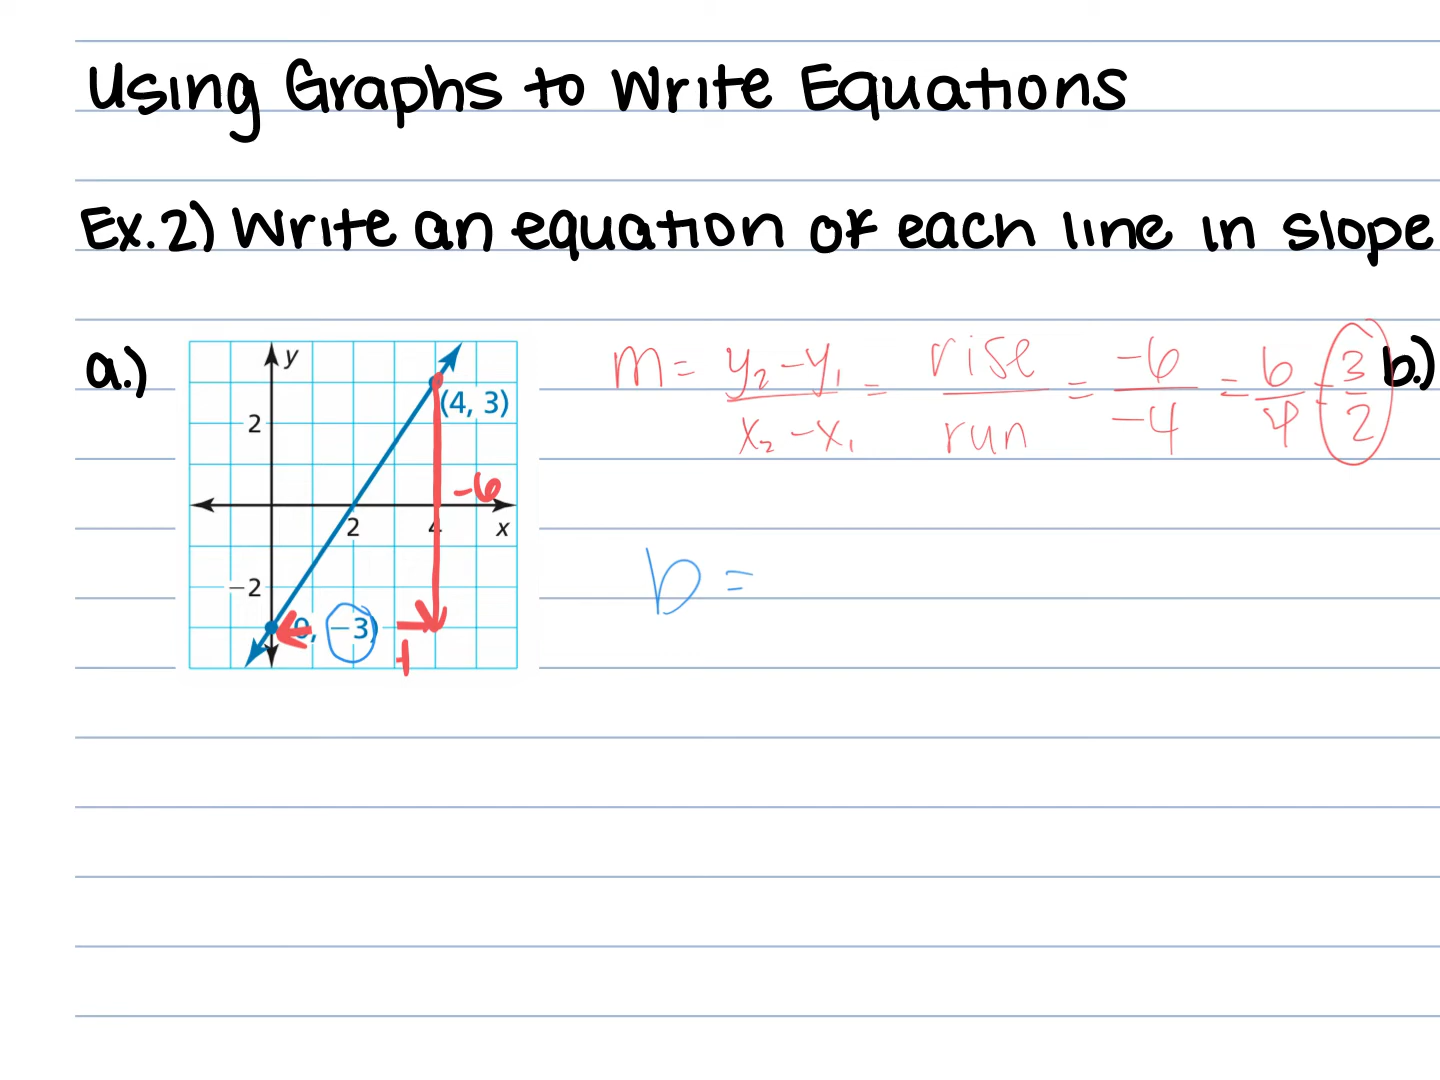 Using Graphs to Write Equations
Ex.2) Write an equation of each line in slope
a.)
y
(4, 3)
2
-6
2
4
x
−2
0, −3)
m = y₂-y₁/x₂-x₁ = rise/run = -6/-4 = 6/4 = 3/2
b.)
b =